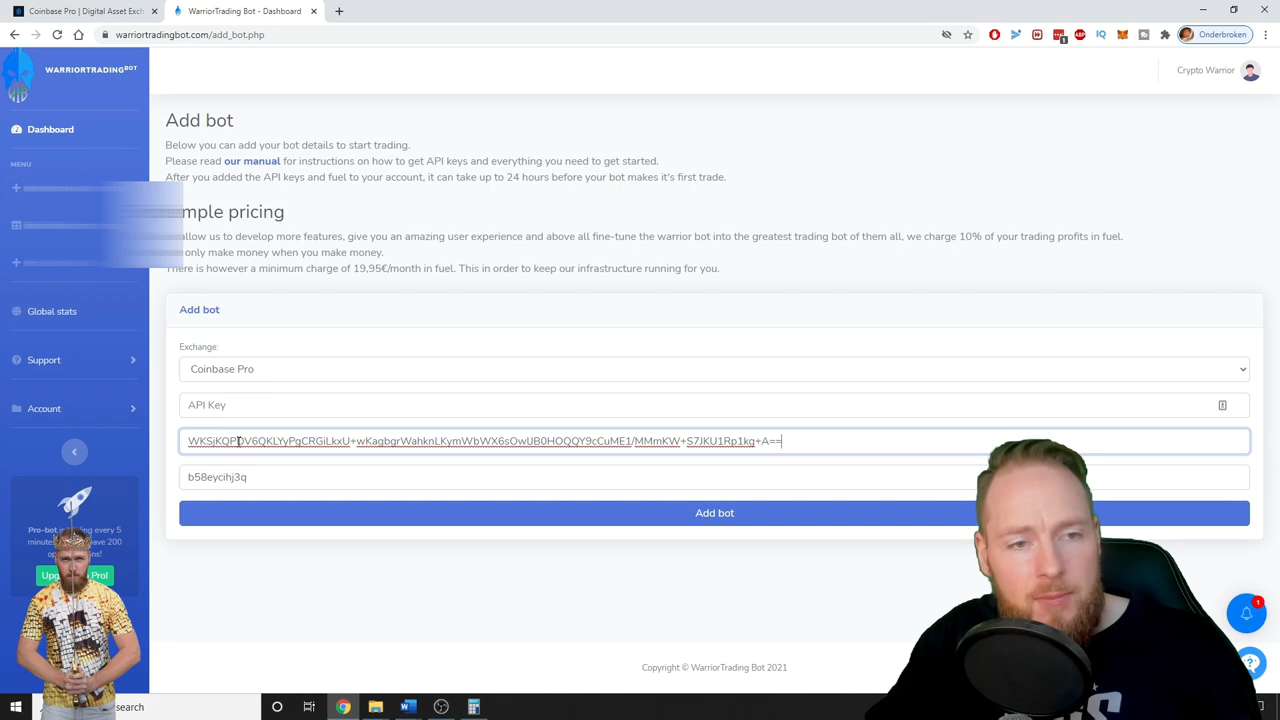 Coinbase Pro | Digital Asset Exch
WarriorTrading Bot - Dashboard
warriortradingbot.com/add_bot.php
Onderbroken
WARRIORTRADINGBOT
Crypto Warrior
Dashboard
MENU
Global stats
Support
Account
Pro-bot
every 5
200
Add bot
Below you can add your bot details to start trading.
Please read our manual for instructions on how to get API keys and everything you need to get started.
After you added the API keys and fuel to your account, it can take up to 24 hours before your bot makes it's first trade.
pricing
allow us to develop more features, give you an amazing user experience and above all fine-tune the warrior bot into the greatest trading bot of them all, we charge 10% of your trading profits in fuel.
only make money when you make money.
There is however a minimum charge of 19,95€/month in fuel. This in order to keep our infrastructure running for you.
Add bot
Exchange:
Coinbase Pro
API Key
b58eycihj3q
Add bot
1
Copyright © WarriorTrading Bot 2021
search